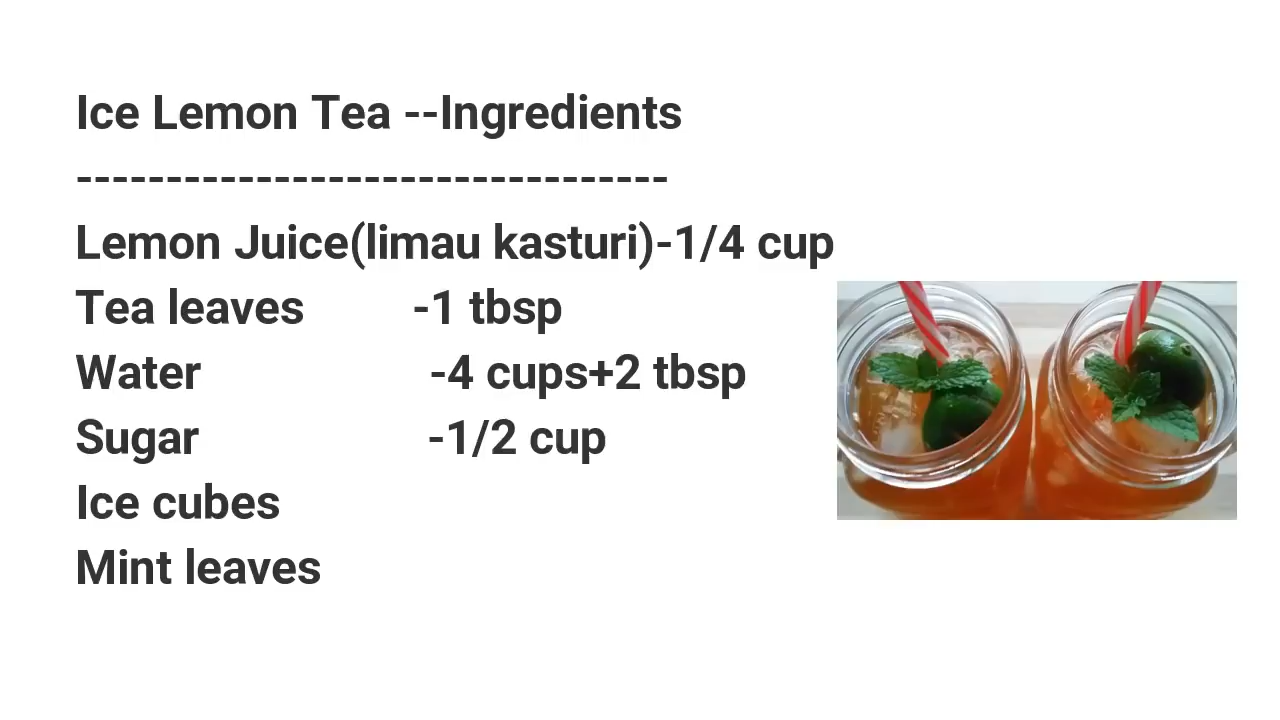 Ice Lemon Tea --Ingredients
---------------------------------
Lemon Juice(limau kasturi)-1/4 cup
Tea leaves -1 tbsp
Water -4 cups+2 tbsp
Sugar -1/2 cup
Ice cubes
Mint leaves